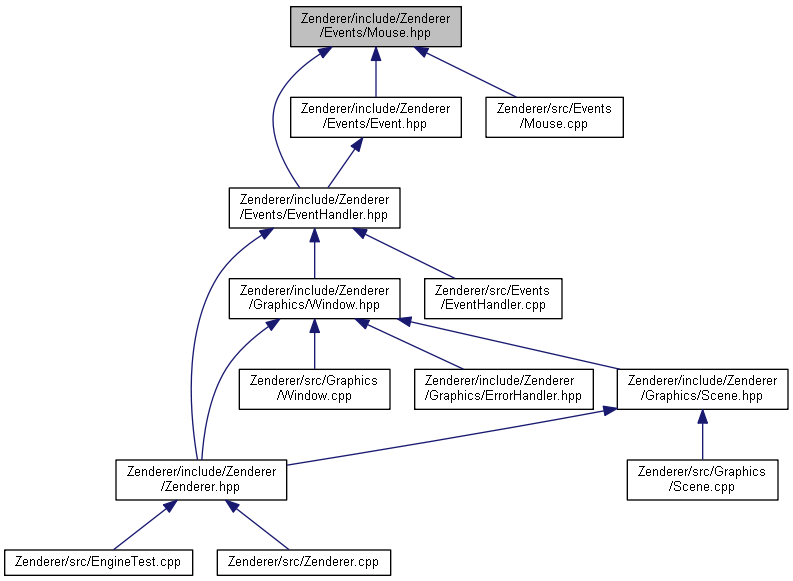 Zenderer/include/Zenderer
/Events/Mouse.hpp
Zenderer/include/Zenderer
/Events/Event.hpp
Zenderer/src/Events
/Mouse.cpp
Zenderer/include/Zenderer
/Events/EventHandler.hpp
Zenderer/include/Zenderer
/Graphics/Window.hpp
Zenderer/src/Events
/EventHandler.cpp
Zenderer/src/Graphics
/Window.cpp
Zenderer/include/Zenderer
/Graphics/ErrorHandler.hpp
Zenderer/include/Zenderer
/Graphics/Scene.hpp
Zenderer/include/Zenderer
/Zenderer.hpp
Zenderer/src/Graphics
/Scene.cpp
Zenderer/src/EngineTest.cpp
Zenderer/src/Zenderer.cpp